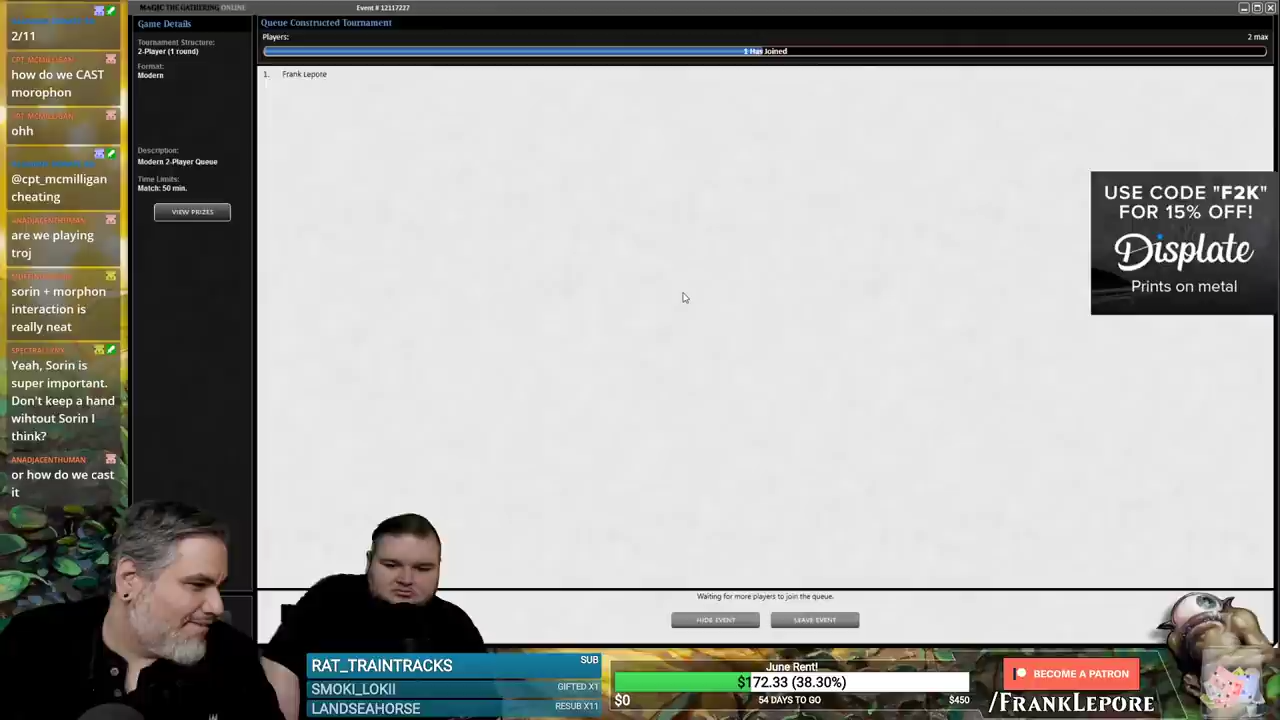 2/11
CPT_MCMILLIGAN
how do we CAST
morophon
CPT_MCMILLIGAN
ohh
@cpt_mcmilligan
cheating
ANADJACENTHUMAN
are we playing
troj
sorin + morphon
interaction is
really neat
Yeah, Sorin is
super important.
Don't keep a hand
wihtout Sorin I
think?
ANADJACENTHUMAN
or how do we cast
it
MAGIC THE GATHERING ONLINE
Event # 12117227
Game Details
Tournament Structure:
2-Player (1 round)
Format:
Modern
Description:
Modern 2-Player Queue
Time Limits:
Match: 50 min.
VIEW PRIZES
Queue Constructed Tournament
Players:
2 max
1 Has Joined
1. Frank Lepore
USE CODE "F2K"
FOR 15% OFF!
Displate
Prints on metal
Waiting for more players to join the queue.
HIDE EVENT
LEAVE EVENT
RAT_TRAINTRACKS SUB
SMOKI_LOKII GIFTED X1
LANDSEAHORSE RESUB X11
June Rent!
$172.33 (38.30%)
$0 54 DAYS TO GO $450
BECOME A PATRON
/FRANKLEPORE